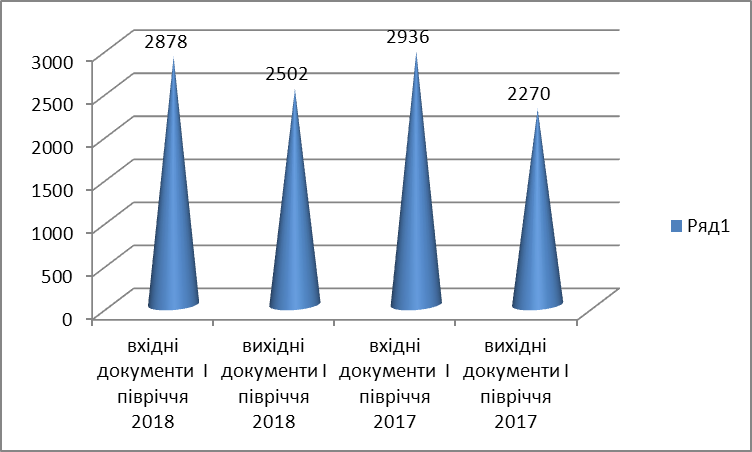 2878
2502
2936
2270
3000
2500
2000
1500
1000
500
0
Ряд1
вхідні
документи І
півріччя
2018
вихідні
документи І
півріччя
2018
вхідні
документи І
півріччя
2017
вихідні
документи І
півріччя
2017